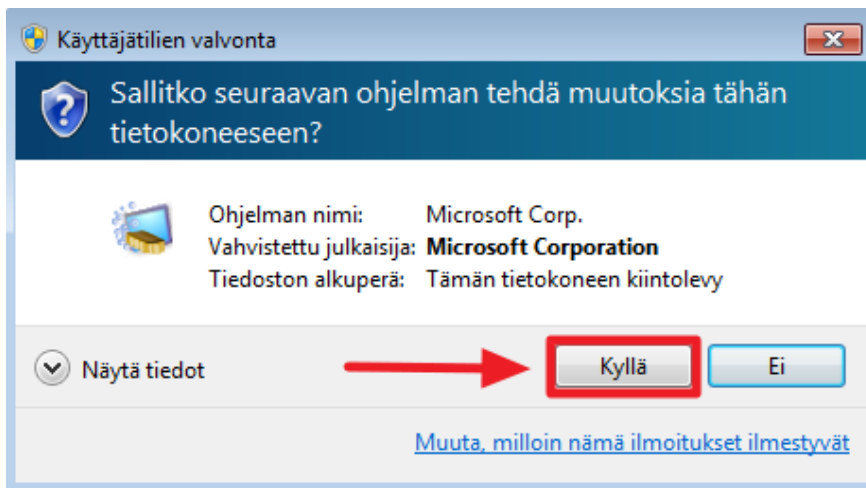 Käyttäjätilien valvonta
Sallitko seuraavan ohjelman tehdä muutoksia tähän
tietokoneeseen?
Ohjelman nimi: Microsoft Corp.
Vahvistettu julkaisija: Microsoft Corporation
Tiedoston alkuperä: Tämän tietokoneen kiintolevy
Näytä tiedot Kyllä Ei
Muuta, milloin nämä ilmoitukset ilmestyvät